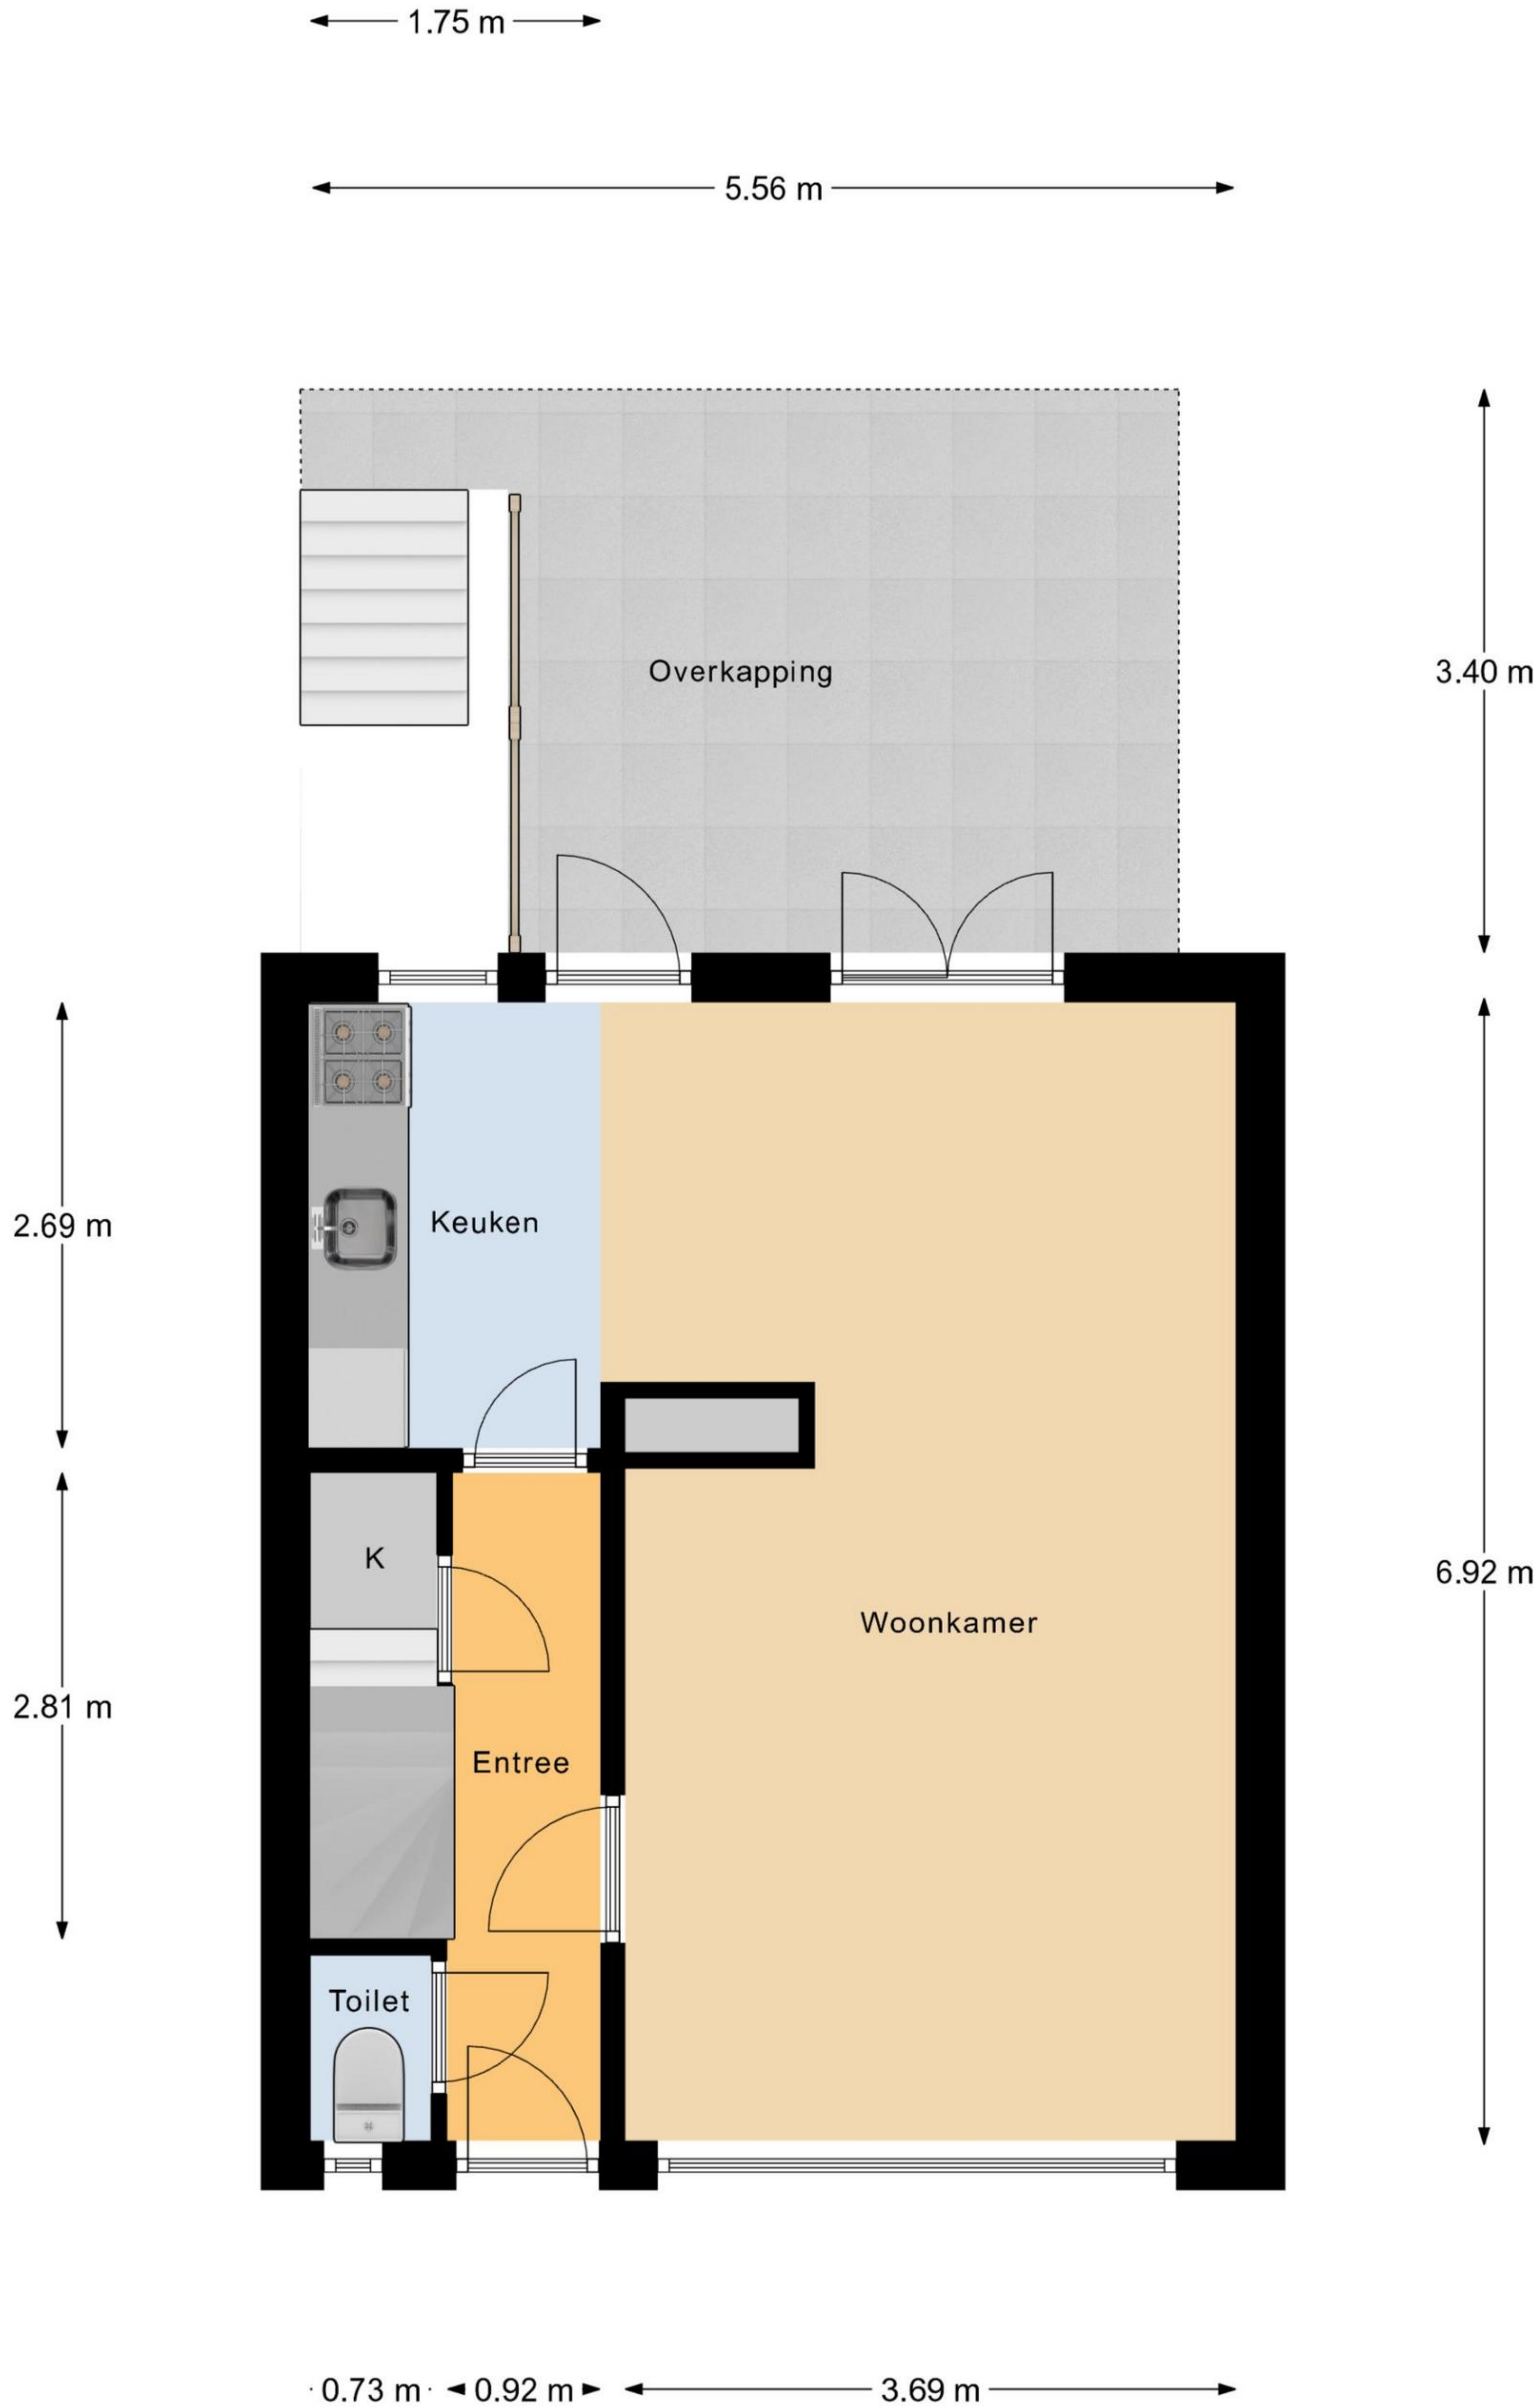 1.75 m
5.56 m
Overkapping
3.40 m
Keuken
2.69 m
K
6.92 m
Woonkamer
2.81 m
Entree
Toilet
0.73 m
0.92 m
3.69 m